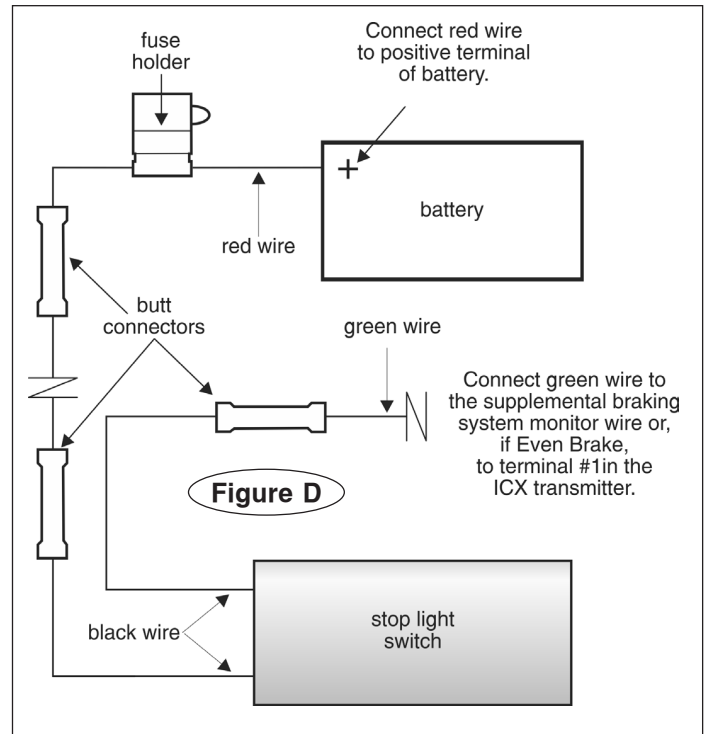 fuse
holder
Connect red wire
to positive terminal
of battery.
+
battery
red wire
butt
connectors
green wire
Connect green wire to
the supplemental braking
system monitor wire or,
if Even Brake,
to terminal #1in the
ICX transmitter.
Figure D
stop light
switch
black wire